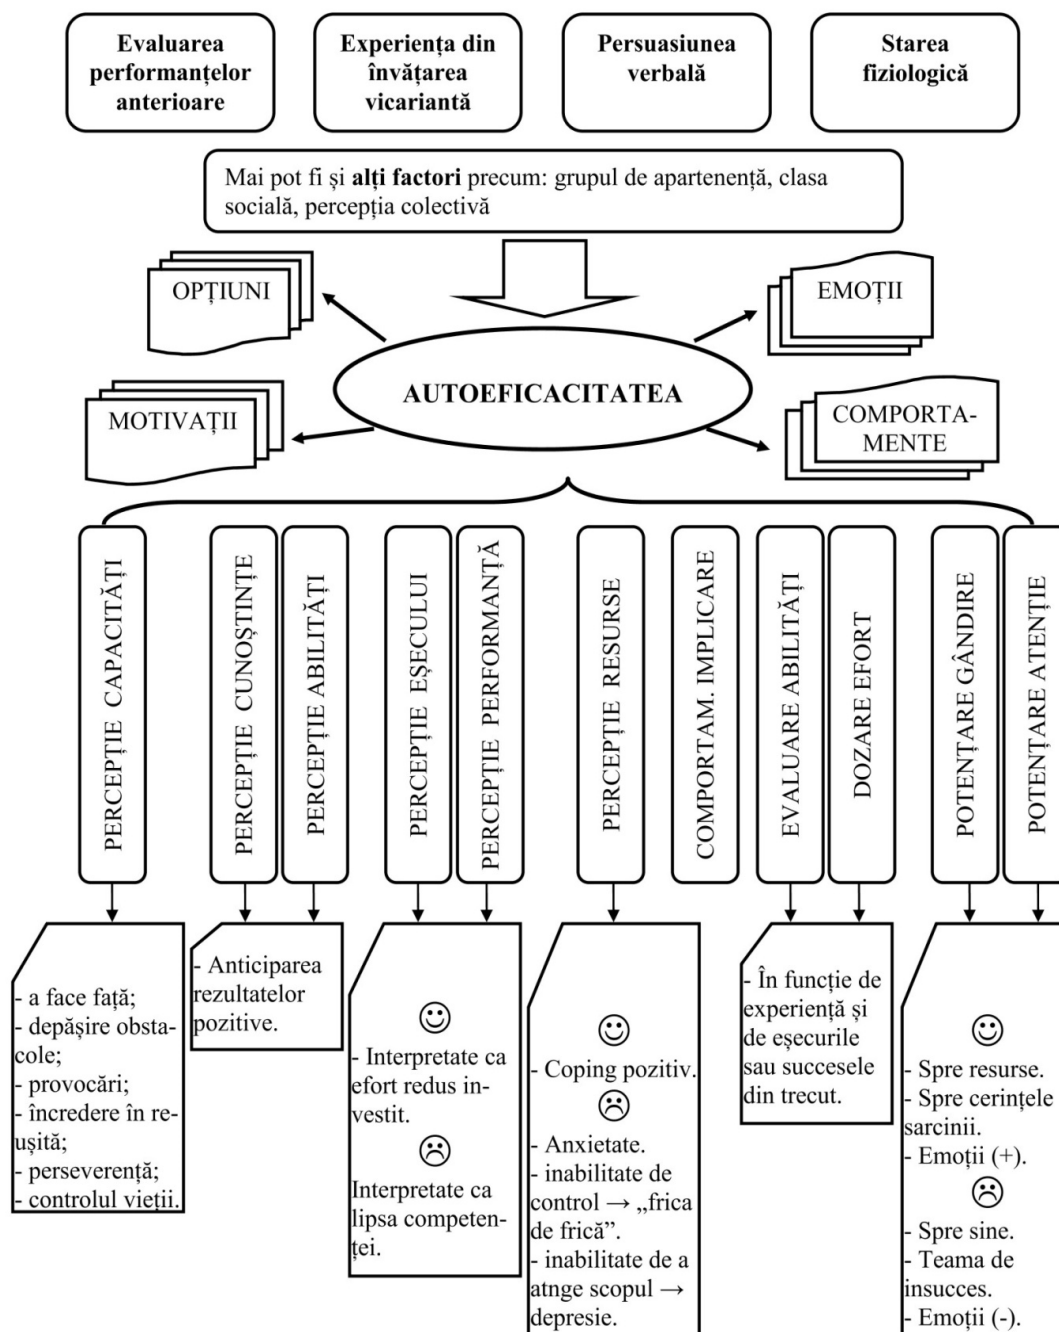 Evaluarea
performanțelor
anterioare
Experiența din
învățarea
vicariantă
Persuasiunea
verbală
Starea
fiziologică
Mai pot fi și alți factori precum: grupul de apartenență, clasa
socială, percepția colectivă
OPȚIUNI
EMOȚII
AUTOEFICACITATEA
MOTIVAȚII
COMPORTA-
MENTE
PERCEPȚIE CAPACITĂȚI
PERCEPȚIE CUNOȘTINȚE
PERCEPȚIE ABILITĂȚI
PERCEPȚIE EȘECULUI
PERCEPȚIE PERFORMANȚĂ
PERCEPȚIE RESURSE
COMPORTAM. IMPLICARE
EVALUARE ABILITĂȚI
DOZARE EFORT
POTENȚARE GÂNDIRE
POTENȚARE ATENȚIE
- a face față;
- depășire obsta-
cole;
- provocări;
- încredere în re-
ușită;
- perseverență;
- controlul vieții.
- Anticiparea
rezultatelor
pozitive.
- Interpretate ca
efort redus in-
vestit.
Interpretate ca
lipsa competen-
ței.
- Coping pozitiv.
- Anxietate.
- inabilitate de
control → „frica
de frică”.
- inabilitate de a
atnge scopul →
depresie.
- În funcție de
experiență și
de eșecurile
sau succesele
din trecut.
- Spre resurse.
- Spre cerințele
sarcinii.
- Emoții (+).
- Spre sine.
- Teama de
insucces.
- Emoții (-).